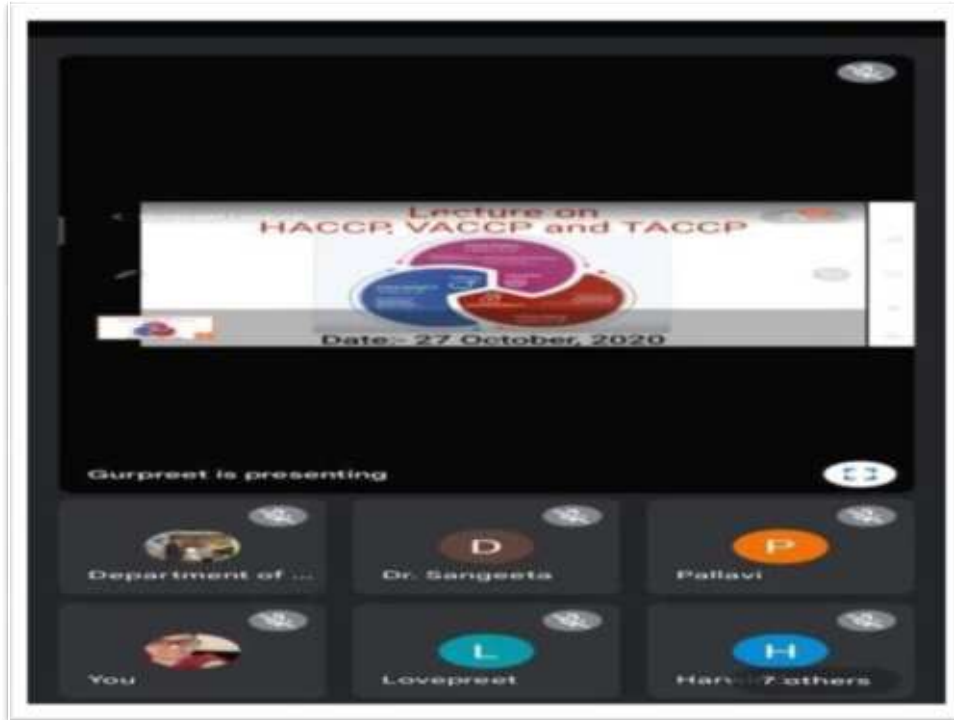 Lecture on
HACCP, VACCP and TACCP
Date:- 27 October, 2020
Gurpreet is presenting
Department of ...
D
Dr. Sangeeta
P
Pallavi
You
L
Lovepreet
H
7 others